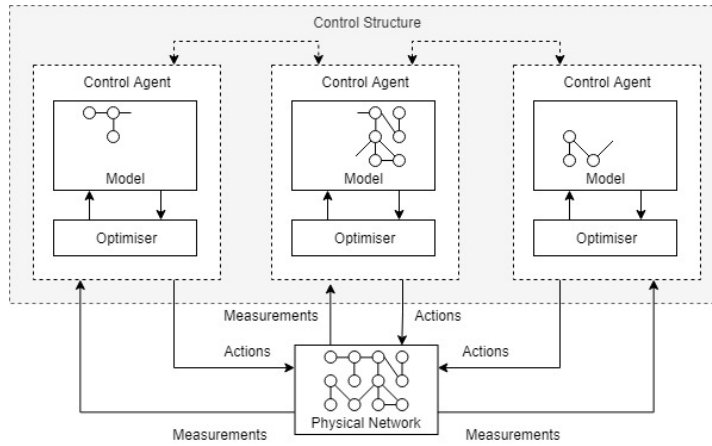 Control Structure
Control Agent
Control Agent
Control Agent
Model
Model
Model
Optimiser
Optimiser
Optimiser
Measurements
Actions
Actions
Actions
Physical Network
Measurements
Measurements